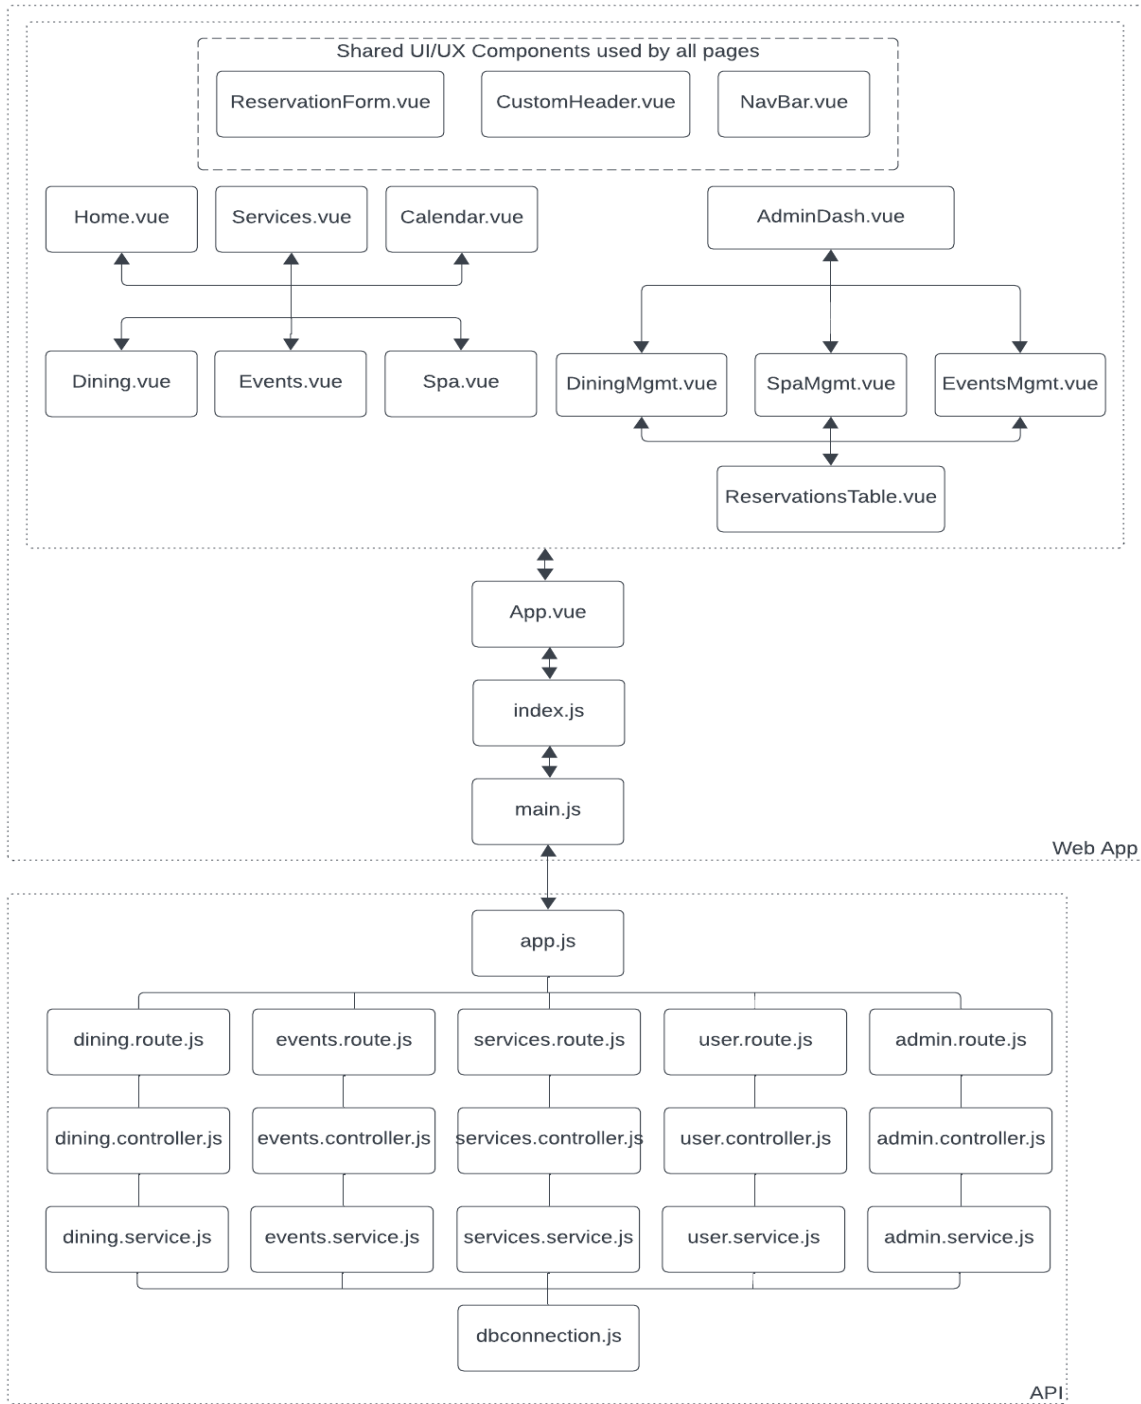 Shared UI/UX Components used by all pages
ReservationForm.vue
CustomHeader.vue
NavBar.vue
Home.vue
Services.vue
Calendar.vue
AdminDash.vue
Dining.vue
Events.vue
Spa.vue
DiningMgmt.vue
SpaMgmt.vue
EventsMgmt.vue
ReservationsTable.vue
App.vue
index.js
main.js
Web App
app.js
dining.route.js
events.route.js
services.route.js
user.route.js
admin.route.js
dining.controller.js
events.controller.js
services.controller.js
user.controller.js
admin.controller.js
dining.service.js
events.service.js
services.service.js
user.service.js
admin.service.js
dbconnection.js
API